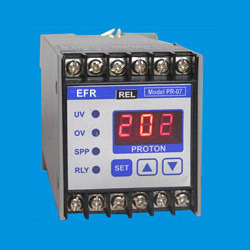 EFR
REL Model PR-07
UV
OV 202
SPP PROTON
RLY SET